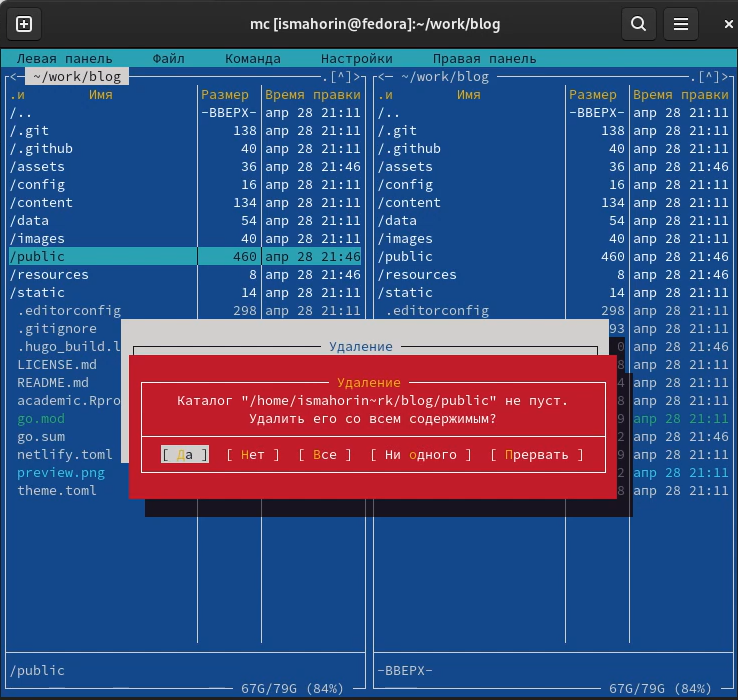 mc [ismahorin@fedora]:~/work/blog
Левая панель Файл Команда Настройки Правая панель
<─ ~/work/blog .[^]> <─ ~/work/blog .[^]>
.и Имя Размер Время правки .и Имя Размер Время правки
/.. -ВВЕРХ- апр 28 21:11 /.. -ВВЕРХ- апр 28 21:11
/.git 138 апр 28 21:11 /.git 138 апр 28 21:11
/.github 40 апр 28 21:11 /.github 40 апр 28 21:11
/assets 36 апр 28 21:46 /assets 36 апр 28 21:46
/config 16 апр 28 21:11 /config 16 апр 28 21:11
/content 134 апр 28 21:11 /content 134 апр 28 21:11
/data 54 апр 28 21:11 /data 54 апр 28 21:11
/images 40 апр 28 21:11 /images 40 апр 28 21:11
/public 460 апр 28 21:46 /public 460 апр 28 21:46
/resources 8 апр 28 21:46 /resources 8 апр 28 21:46
/static 14 апр 28 21:11 /static 14 апр 28 21:11
.editorconfig 298 апр 28 21:11 .editorconfig 298 апр 28 21:11
.gitignore 93 апр 28 21:11
.hugo_build.l Удаление 0 апр 28 21:46
LICENSE.md 8 апр 28 21:11
README.md Удаление 4 апр 28 21:11
academic.Rpro Каталог "/home/ismahorin~rk/blog/public" не пуст. 8 апр 28 21:11
go.mod Удалить его со всем содержимым? 9 апр 28 21:11
go.sum 2 апр 28 21:46
netlify.toml [ Да ] [ Нет ] [ Все ] [ Ни одного ] [ Прервать ] 9 апр 28 21:11
preview.png 2 апр 28 21:11
theme.toml 8 апр 28 21:11
/public -ВВЕРХ-
67G/79G (84%) 67G/79G (84%)